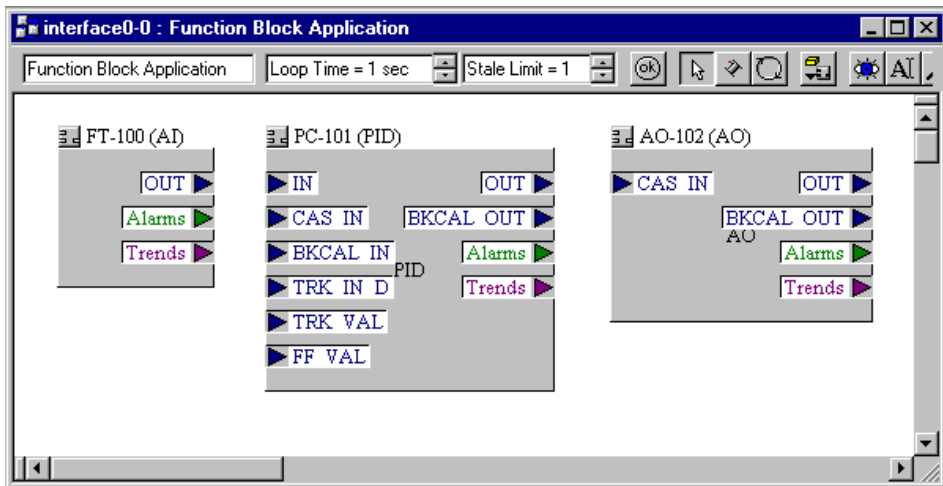 interface0-0 : Function Block Application
Function Block Application Loop Time = 1 sec Stale Limit = 1 ok AI
FT-100 (AI) PC-101 (PID) AO-102 (AO)
OUT IN OUT CAS IN OUT
Alarms CAS IN BKCAL OUT BKCAL OUT
AO
Trends BKCAL IN Alarms Alarms
PID
TRK IN D Trends Trends
TRK VAL
FF VAL